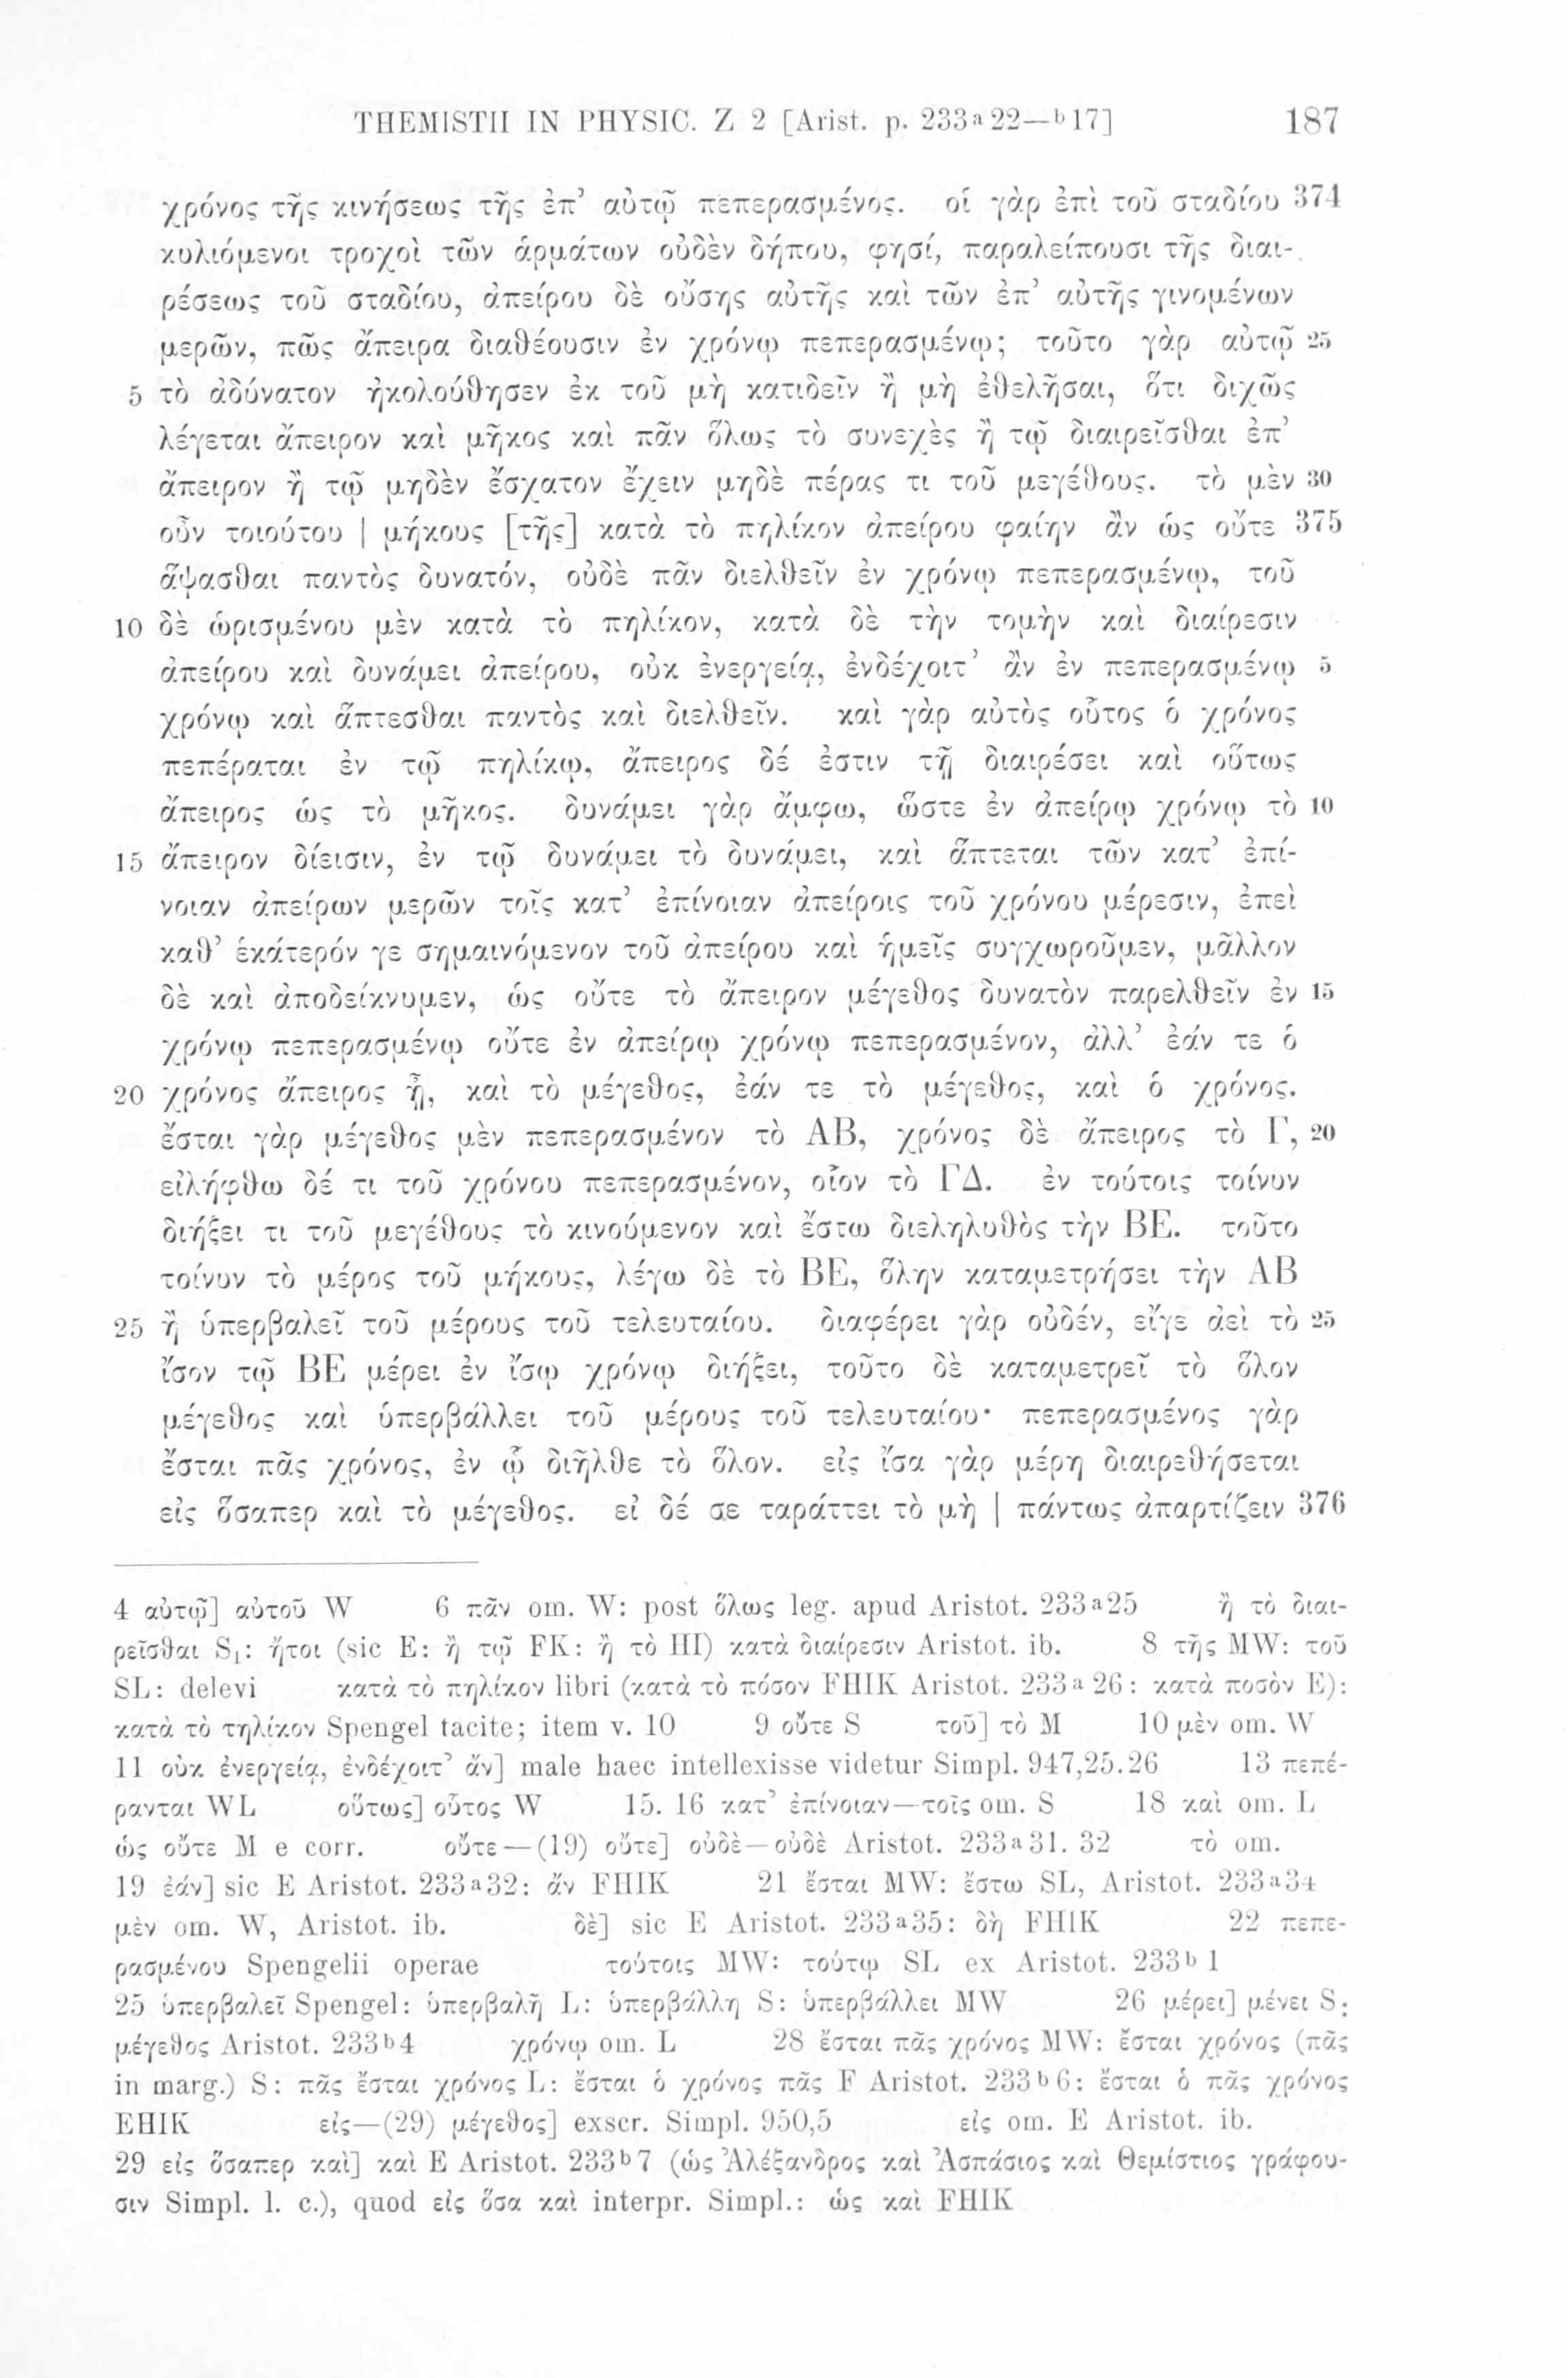 THEMISTII IN PHYSIC. Z 2 [Arist. p. 233ª22—ᵇ17] 187
χρόνος τῆς κινήσεως τῆς ἐπ’ αὐτῷ πεπερασμένος. οἱ γὰρ ἐπὶ τοῦ σταδίου 374
κυλιόμενοι τροχοὶ τῶν ἁρμάτων οὐδὲν δήπου, φησί, παραλείπουσι τῆς διαι-
ρέσεως τοῦ σταδίου, ἀπείρου δὲ οὔσης αὐτῆς καὶ τῶν ἐπ’ αὐτῆς γινομένων
μερῶν, πῶς ἄπειρα διαθέουσιν ἐν χρόνῳ πεπερασμένῳ; τοῦτο γὰρ αὐτῷ 25
5 τὸ ἀδύνατον ἠκολούθησεν ἐκ τοῦ μὴ κατιδεῖν ἢ μὴ ἐθελῆσαι, ὅτι διχῶς
λέγεται ἄπειρον καὶ μῆκος καὶ πᾶν ὅλως τὸ συνεχὲς ἢ τῷ διαιρεῖσθαι ἐπ’
ἄπειρον ἢ τῷ μηδὲν ἔσχατον ἔχειν μηδὲ πέρας τι τοῦ μεγέθους. τὸ μὲν 30
οὖν τοιούτου | μήκους [τῆς] κατὰ τὸ πηλίκον ἀπείρου φαίην ἂν ὡς οὔτε 375
ἅψασθαι παντὸς δυνατόν, οὐδὲ πᾶν διελθεῖν ἐν χρόνῳ πεπερασμένῳ, τοῦ
10 δὲ ὡρισμένου μὲν κατὰ τὸ πηλίκον, κατὰ δὲ τὴν τομὴν καὶ διαίρεσιν
ἀπείρου καὶ δυνάμει ἀπείρου, οὐκ ἐνεργείᾳ, ἐνδέχοιτ’ ἂν ἐν πεπερασμένῳ 5
χρόνῳ καὶ ἅπτεσθαι παντὸς καὶ διελθεῖν. καὶ γὰρ αὐτὸς οὗτος ὁ χρόνος
πεπέραται ἐν τῷ πηλίκῳ, ἄπειρος δέ ἐστιν τῇ διαιρέσει καὶ οὕτως
ἄπειρος ὡς τὸ μῆκος. δυνάμει γὰρ ἄμφω, ὥστε ἐν ἀπείρῳ χρόνῳ τὸ 10
15 ἄπειρον δίεισιν, ἐν τῷ δυνάμει τὸ δυνάμει, καὶ ἅπτεται τῶν κατ’ ἐπί-
νοιαν ἀπείρων μερῶν τοῖς κατ’ ἐπίνοιαν ἀπείροις τοῦ χρόνου μέρεσιν, ἐπεὶ
καθ’ ἑκάτερόν γε σημαινόμενον τοῦ ἀπείρου καὶ ἡμεῖς συγχωροῦμεν, μᾶλλον
δὲ καὶ ἀποδείκνυμεν, ὡς οὔτε τὸ ἄπειρον μέγεθος δυνατὸν παρελθεῖν ἐν 15
χρόνῳ πεπερασμένῳ οὔτε ἐν ἀπείρῳ χρόνῳ πεπερασμένον, ἀλλ’ ἐάν τε ὁ
20 χρόνος ἄπειρος ᾖ, καὶ τὸ μέγεθος, ἐάν τε τὸ μέγεθος, καὶ ὁ χρόνος.
ἔσται γὰρ μέγεθος μὲν πεπερασμένον τὸ ΑΒ, χρόνος δὲ ἄπειρος τὸ Γ, 20
εἰλήφθω δέ τι τοῦ χρόνου πεπερασμένον, οἷον τὸ ΓΔ. ἐν τούτοις τοίνυν
διήξει τι τοῦ μεγέθους τὸ κινούμενον καὶ ἔστω διεληλυθὸς τὴν ΒΕ. τοῦτο
τοίνυν τὸ μέρος τοῦ μήκους, λέγω δὲ τὸ ΒΕ, ὅλην καταμετρήσει τὴν ΑΒ
25 ἢ ὑπερβαλεῖ τοῦ μέρους τοῦ τελευταίου. διαφέρει γὰρ οὐδέν, εἴγε ἀεὶ τὸ 25
ἴσον τῷ ΒΕ μέρει ἐν ἴσῳ χρόνῳ διήξει, τοῦτο δὲ καταμετρεῖ τὸ ὅλον
μέγεθος καὶ ὑπερβάλλει τοῦ μέρους τοῦ τελευταίου· πεπερασμένος γὰρ
ἔσται πᾶς χρόνος, ἐν ᾧ διῆλθε τὸ ὅλον. εἰς ἴσα γὰρ μέρη διαιρεθήσεται
εἰς ὅσαπερ καὶ τὸ μέγεθος. εἰ δέ σε ταράττει τὸ μὴ | πάντως ἀπαρτίζειν 376
4 αὐτῷ] αὐτοῦ W 6 πᾶν om. W: post ὅλως leg. apud Aristot. 233ª25 ἢ τὸ διαι-
ρεῖσθαι S₁: ἤτοι (sic E: ἢ τῷ FK: ἢ τὸ HI) κατὰ διαίρεσιν Aristot. ib. 8 τῆς MW: τοῦ
SL: delevi κατὰ τὸ πηλίκον libri (κατὰ τὸ πόσον FHIK Aristot. 233ª26: κατὰ ποσὸν E):
κατὰ τὸ τηλίκον Spengel tacite; item v. 10 9 οὔτε S τοῦ] τὸ M 10 μὲν om. W
11 οὐκ ἐνεργείᾳ, ἐνδέχοιτ’ ἄν] male haec intellexisse videtur Simpl. 947,25.26 13 πεπέ-
ρανται WL οὕτως] οὗτος W 15. 16 κατ’ ἐπίνοιαν—τοῖς om. S 18 καὶ om. L
ὡς οὔτε M e corr. οὔτε—(19) οὔτε] οὐδὲ—οὐδὲ Aristot. 233ª31. 32 τὸ om.
19 ἐάν] sic E Aristot. 233ª32: ἄν FHIK 21 ἔσται MW: ἔστω SL, Aristot. 233ª34
μὲν om. W, Aristot. ib. δὲ] sic E Aristot. 233ª35: δὴ FHIK 22 πεπε-
ρασμένου Spengelii operae τούτοις MW: τούτῳ SL ex Aristot. 233ᵇ1
25 ὑπερβαλεῖ Spengel: ὑπερβαλῇ L: ὑπερβάλλῃ S: ὑπερβάλλει MW 26 μέρει] μένει S:
μέγεθος Aristot. 233ᵇ4 χρόνῳ om. L 28 ἔσται πᾶς χρόνος MW: ἔσται χρόνος (πᾶς
in marg.) S: πᾶς ἔσται χρόνος L: ἔσται ὁ χρόνος πᾶς F Aristot. 233ᵇ6: ἔσται ὁ πᾶς χρόνος
EHIK εἰς—(29) μέγεθος] exscr. Simpl. 950,5 εἰς om. E Aristot. ib.
29 εἰς ὅσαπερ καὶ] καὶ E Aristot. 233ᵇ7 (ὡς Ἀλέξανδρος καὶ Ἀσπάσιος καὶ Θεμίστιος γράφου-
σιν Simpl. l. c.), quod εἰς ὅσα καὶ interpr. Simpl.: ὡς καὶ FHIK